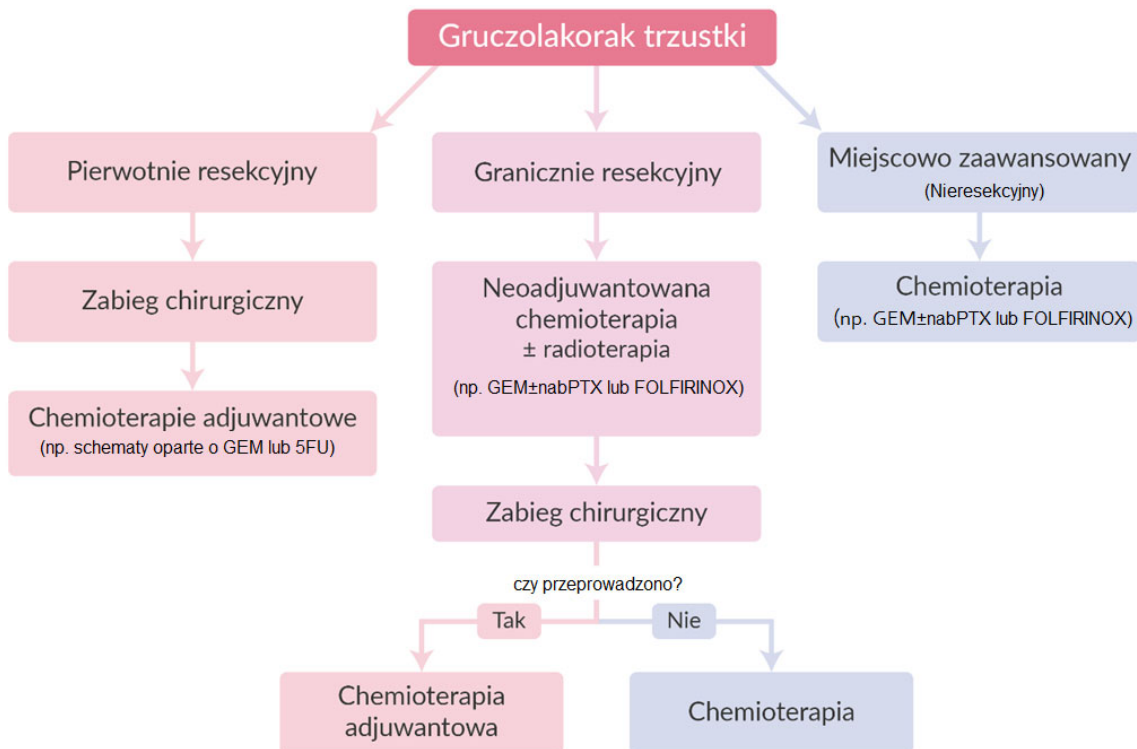 Gruczolakorak trzustki
Pierwotnie resekcyjny
Granicznie resekcyjny
Miejscowo zaawansowany
(Nieresekcyjny)
Zabieg chirurgiczny
Neoadjuwantowana
chemioterapia
± radioterapia
(np. GEM±nabPTX lub FOLFIRINOX)
Chemioterapia
(np. GEM±nabPTX lub FOLFIRINOX)
Chemioterapie adjuwantowe
(np. schematy oparte o GEM lub 5FU)
Zabieg chirurgiczny
czy przeprowadzono?
Tak
Nie
Chemioterapia
adjuwantowa
Chemioterapia